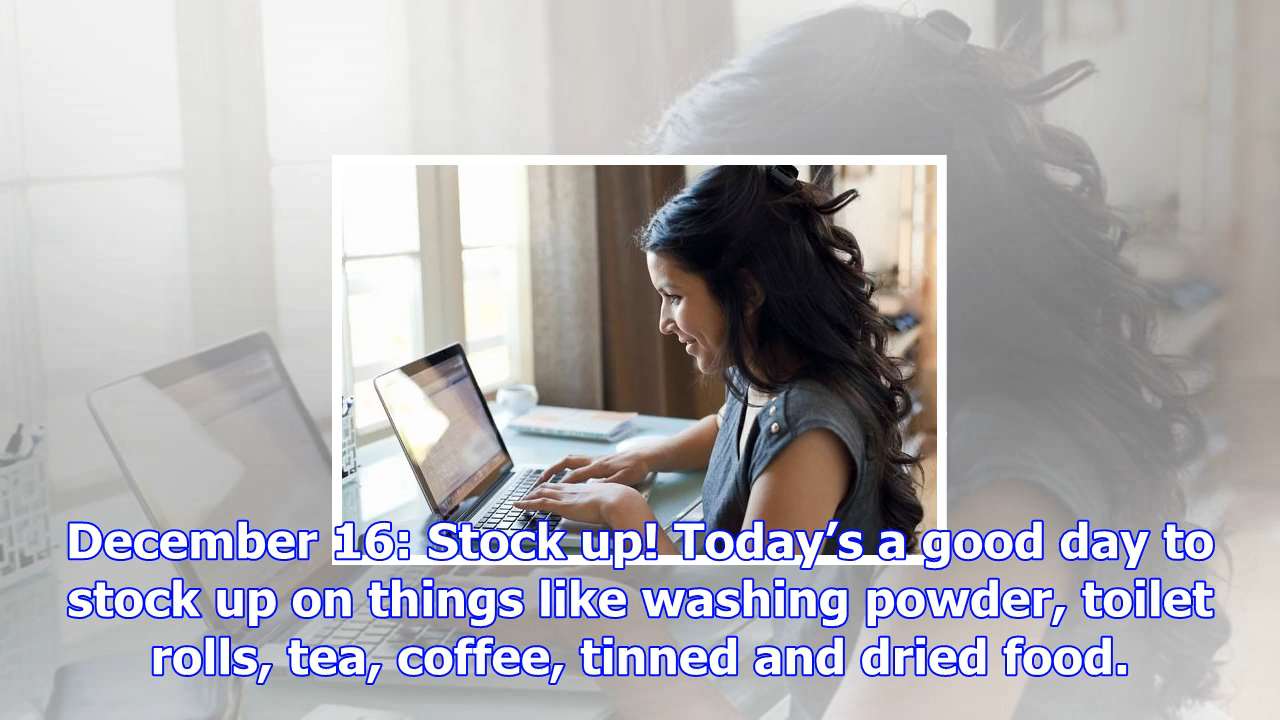 December 16: Stock up! Today’s a good day to
stock up on things like washing powder, toilet
rolls, tea, coffee, tinned and dried food.